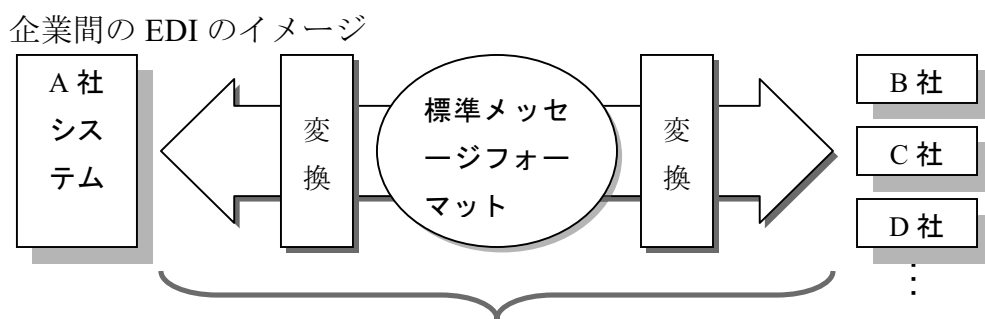 企業間の EDI のイメージ
A 社
シス
テム
変
換
標準メッセ
ージフォー
マット
変
換
B 社
C 社
D 社
⋮